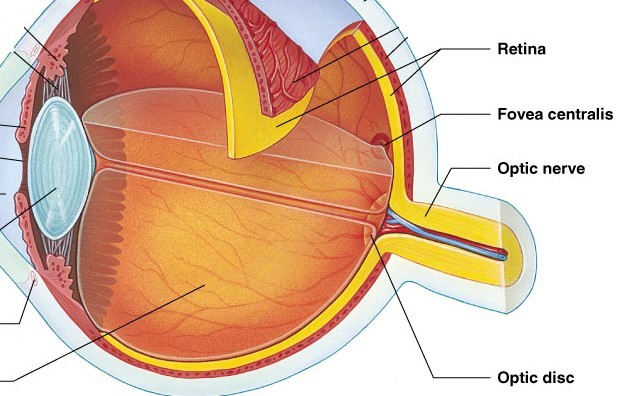 Retina
Fovea centralis
Optic nerve
Optic disc